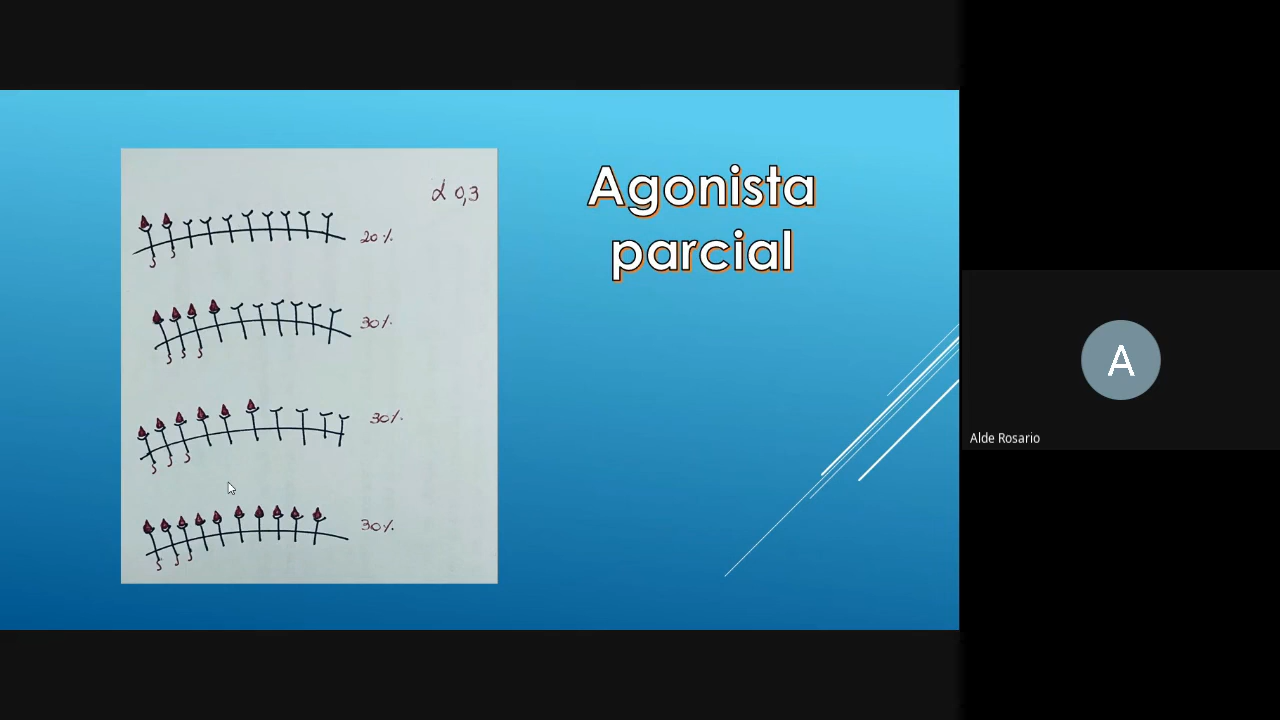 α 0,3
20%
30%
30%
30%
Agonista
parcial
A
Alde Rosario